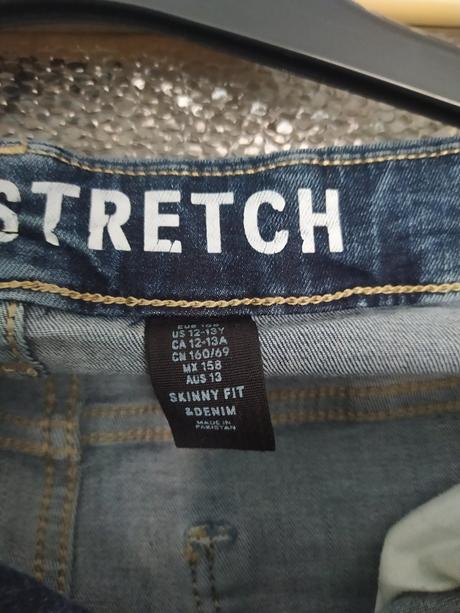 STRETCH
US 12-13Y
CA 12-13A
CN 160/69
MX 158
AUS 13
SKINNY FIT
&DENIM
MADE IN
PAKISTAN